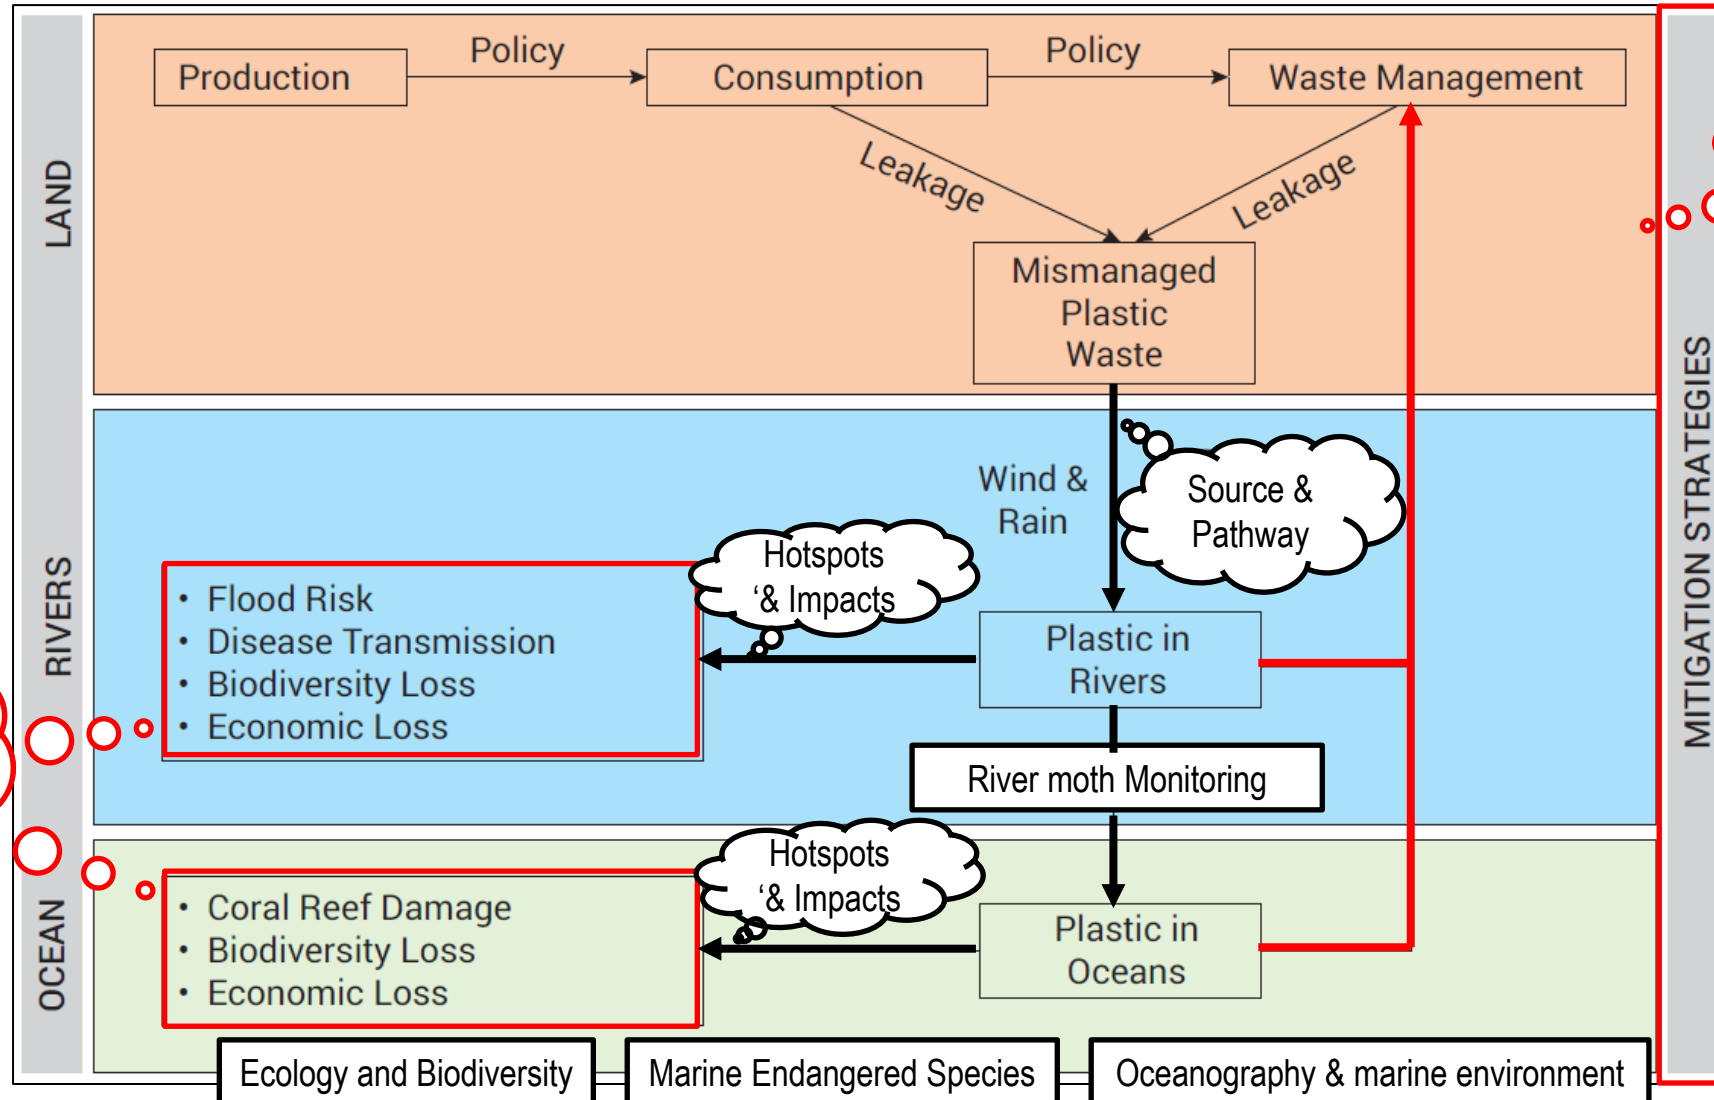 Production
Policy
Consumption
Policy
Waste Management
Leakage
Leakage
Mismanaged
Plastic
Waste
LAND
Wind &
Rain
Source &
Pathway
Hotspots
‘& Impacts
• Flood Risk
• Disease Transmission
• Biodiversity Loss
• Economic Loss
Plastic in
Rivers
RIVERS
River moth Monitoring
Hotspots
‘& Impacts
• Coral Reef Damage
• Biodiversity Loss
• Economic Loss
Plastic in
Oceans
OCEAN
Ecology and Biodiversity
Marine Endangered Species
Oceanography & marine environment
MITIGATION STRATEGIES